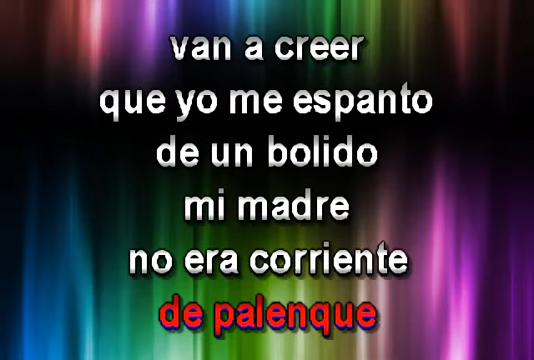 van a creer
que yo me espanto
de un bolido
mi madre
no era corriente
de palenque